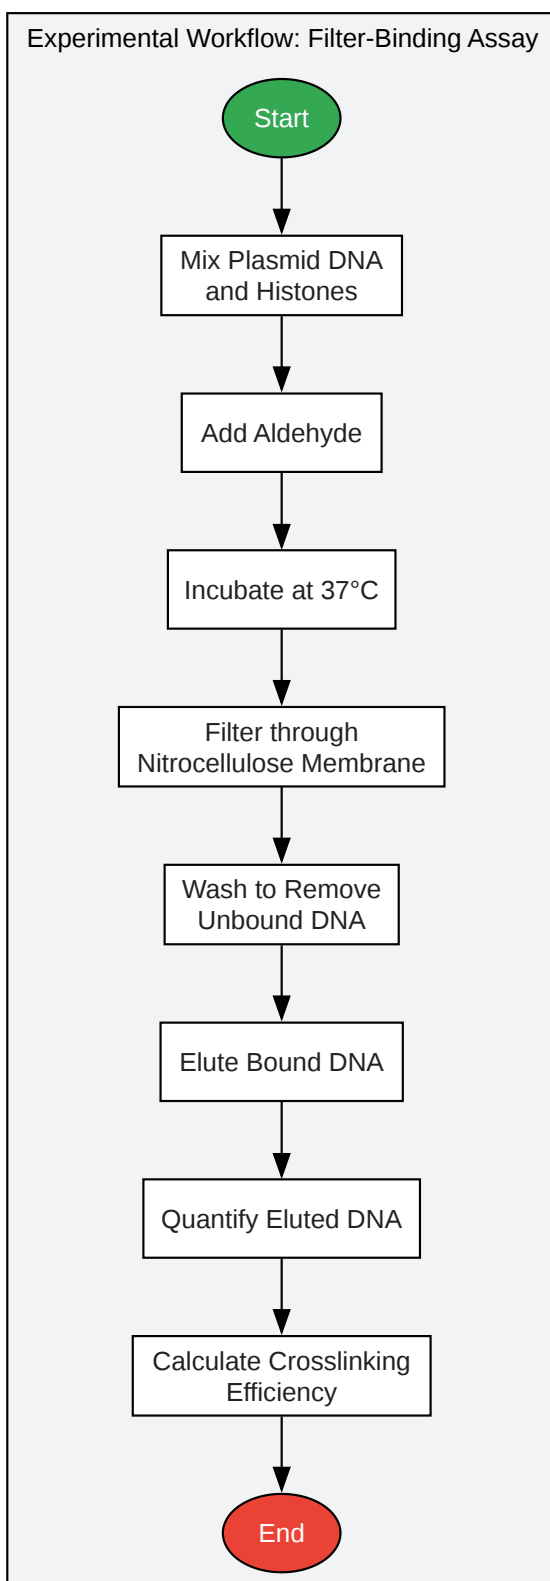 Experimental Workflow: Filter-Binding Assay
Start
Mix Plasmid DNA
and Histones
Add Aldehyde
Incubate at 37°C
Filter through
Nitrocellulose Membrane
Wash to Remove
Unbound DNA
Elute Bound DNA
Quantify Eluted DNA
Calculate Crosslinking
Efficiency
End